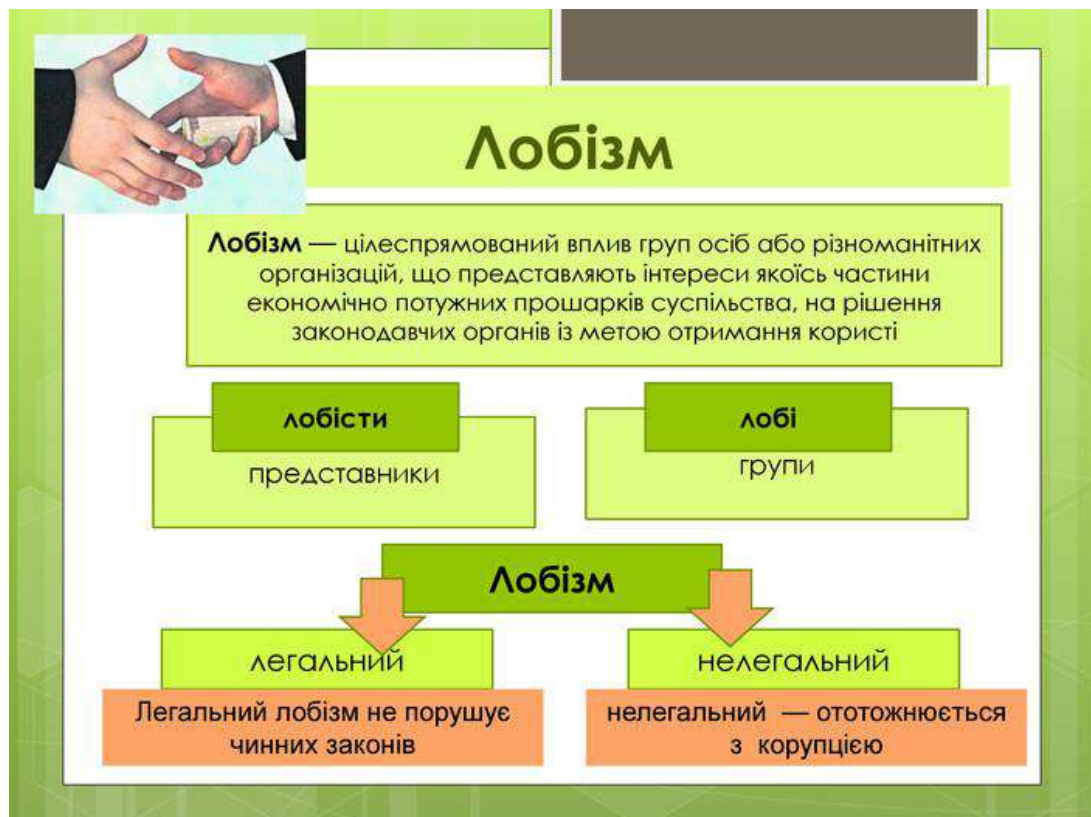 Лобізм
Лобізм — цілеспрямований вплив груп осіб або різноманітних
організацій, що представляють інтереси якоїсь частини
економічно потужних прошарків суспільства, на рішення
законодавчих органів із метою отримання користі
лобісти
представники
лобі
групи
Лобізм
легальний
Легальний лобізм не порушує
чинних законів
нелегальний
нелегальний — ототожнюється
з корупцією